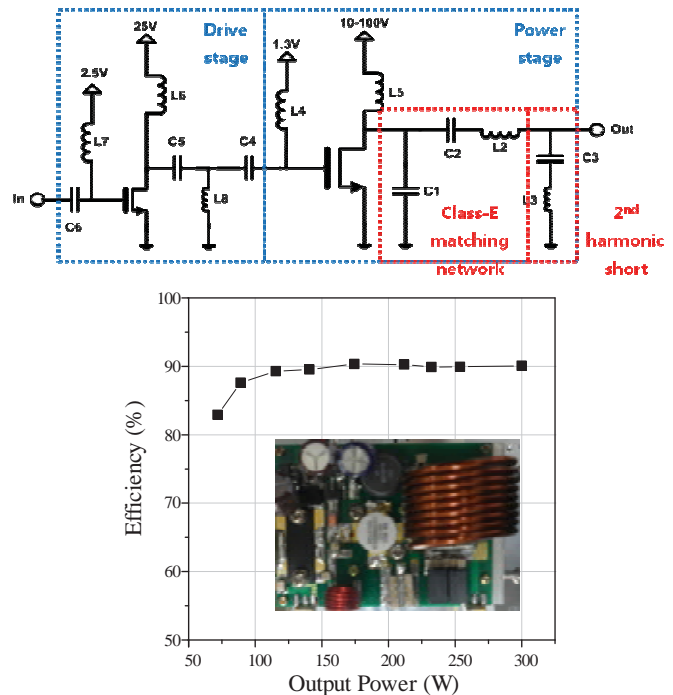 Drive
stage
Power
stage
25V
10-100V
1.3V
2.5V
L6
L5
L4
L7
C5
C4
L8
C6
In
C2
L2
Out
C3
C1
L3
Class-E
matching
network
2nd
harmonic
short
100
90
80
70
60
50
Efficiency (%)
50
100
150
200
250
300
Output Power (W)